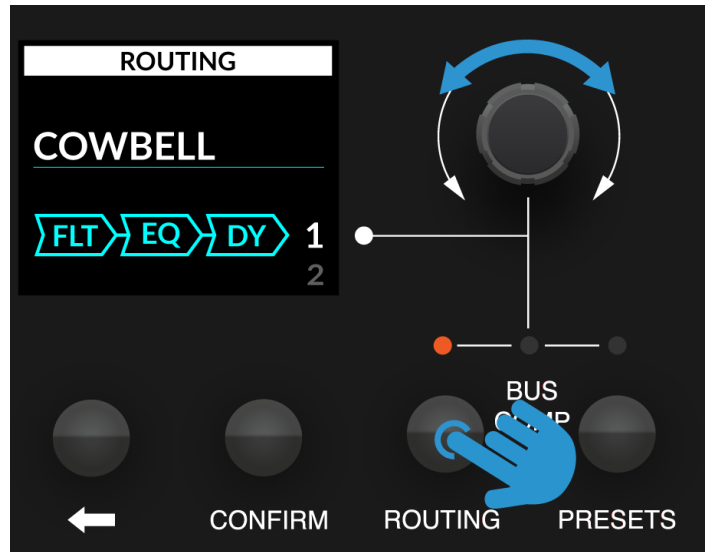 ROUTING
COWBELL
FLT EQ DY 1
2
BUS
CONFIRM
ROUTING
PRESETS